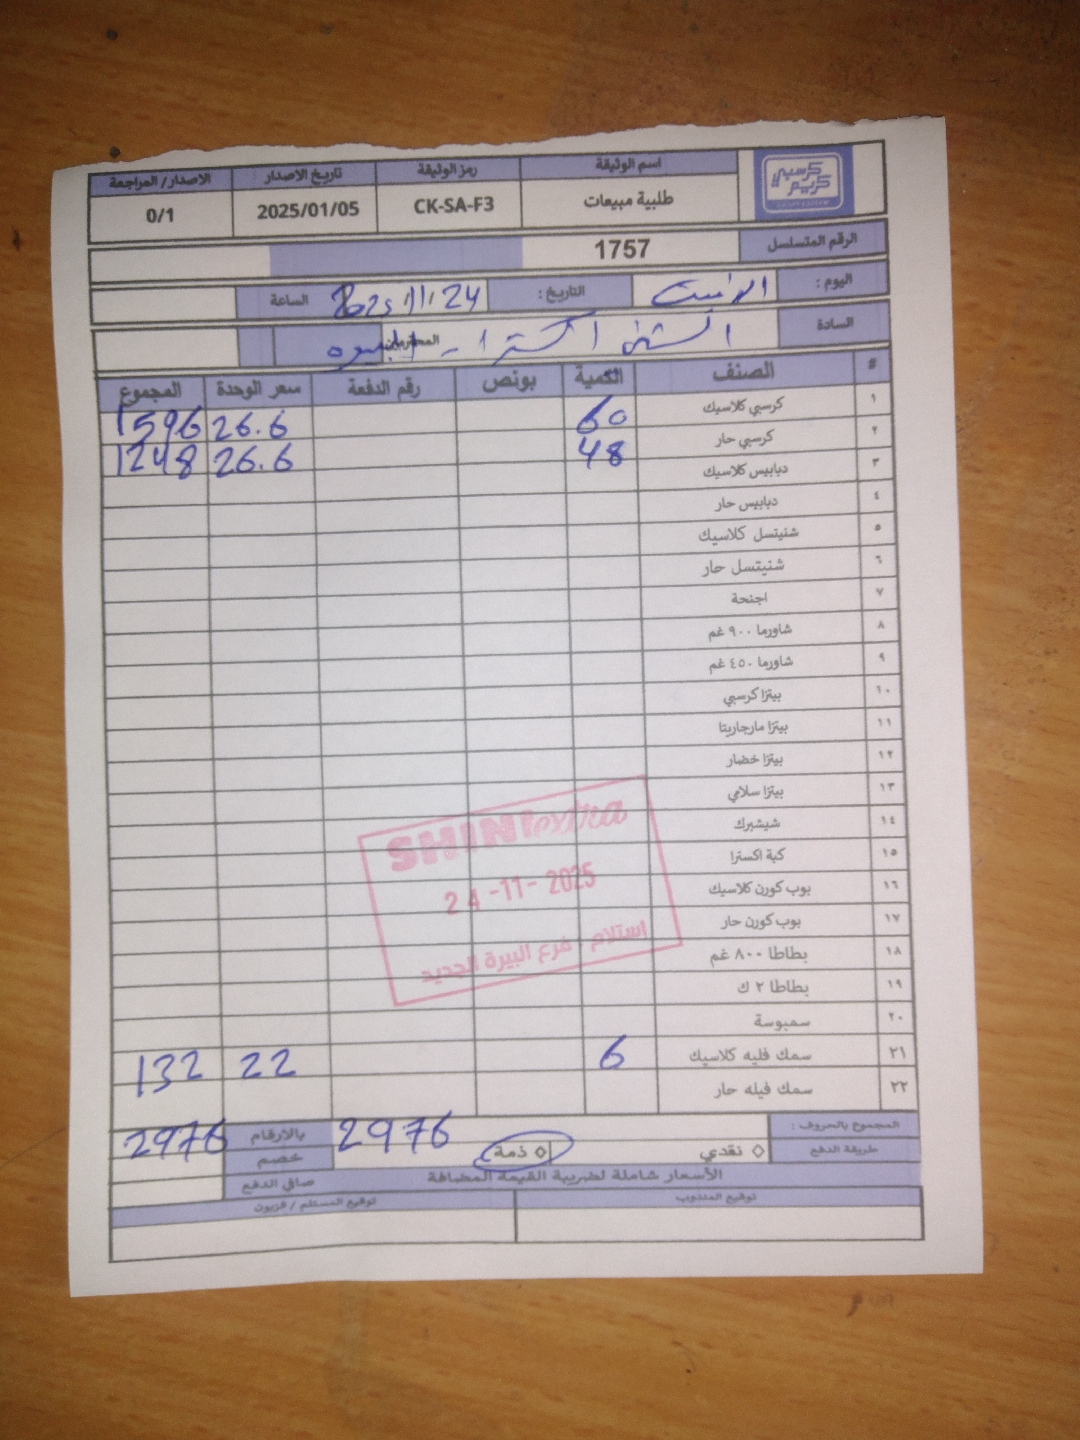 كرسبي كريم
اسم الوثيقة رمز الوثيقة تاريخ الاصدار الاصدار/ المراجعة
طلبية مبيعات CK-SA-F3 2025/01/05 0/1
الرقم المتسلسل 1757
اليوم : الاثنين التاريخ : 2025/11/24 الساعة
السادة الشني اكسترا - البيره المحترمين
# الصنف الكمية بونص رقم الدفعة سعر الوحدة المجموع
١ كرسبي كلاسيك 60 26.6 1596
٢ كرسبي حار 48 26.6 1248
٣ دبابيس كلاسيك
٤ دبابيس حار
٥ شنيتسل كلاسيك
٦ شنيتسل حار
٧ اجنحة
٨ شاورما ٩٠٠ غم
٩ شاورما ٤٥٠ غم
١٠ بيتزا كرسبي
١١ بيتزا مارجاريتا
١٢ بيتزا خضار
١٣ بيتزا سلامي
١٤ شيشبرك
١٥ كبة اكسترا
١٦ بوب كورن كلاسيك
١٧ بوب كورن حار
١٨ بطاطا ٨٠٠ غم
١٩ بطاطا ٢ ك
٢٠ سمبوسة
٢١ سمك فليه كلاسيك 6 22 132
٢٢ سمك فيله حار
SHINI extra
24-11-2025
استلام - فرع البيرة الجديد
المجموع بالحروف : 2976 بالارقام 2976
طريقة الدفع نقدي ذمة خصم
الأسعار شاملة لضريبة القيمة المضافة صافي الدفع
توقيع المندوب توقيع المستلم / الزبون